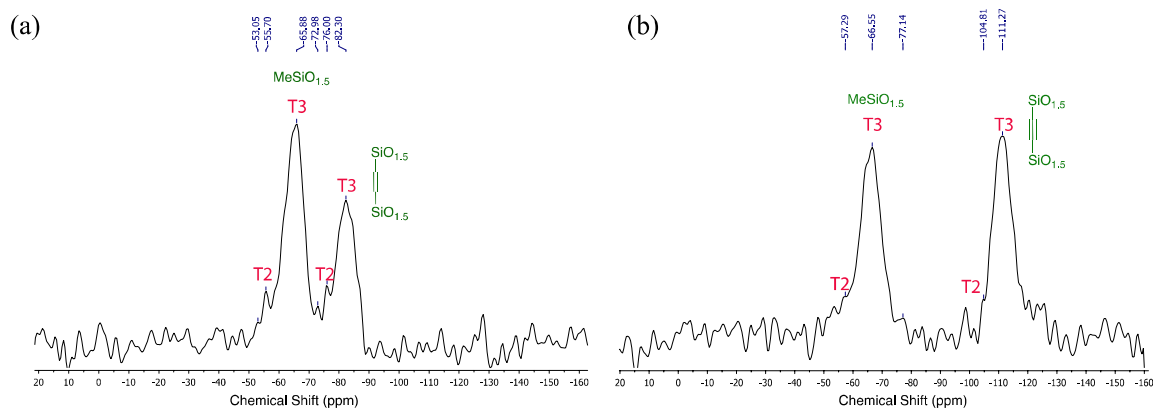 (a)
-53.05
-55.70
-65.88
-72.98
-76.00
-82.30
MeSiO1.5
T3
SiO1.5
T3
SiO1.5
T2
T2
20 10 0 -10 -20 -30 -40 -50 -60 -70 -80 -90 -100 -110 -120 -130 -140 -150 -160
Chemical Shift (ppm)
(b)
-57.29
-66.55
-77.14
-104.81
-111.27
MeSiO1.5
SiO1.5
T3
T3
SiO1.5
T2
T2
20 10 0 -10 -20 -30 -40 -50 -60 -70 -80 -90 -100 -110 -120 -130 -140 -150 -160
Chemical Shift (ppm)